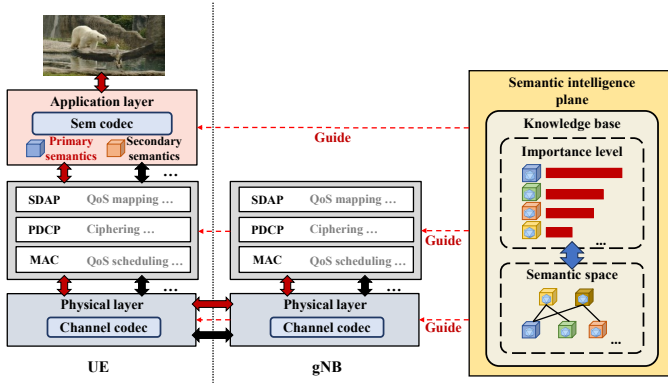 Application layer
Sem codec
Primary semantics
Secondary semantics
...
SDAP QoS mapping ...
PDCP Ciphering ...
MAC QoS scheduling ...
...
Physical layer
Channel codec
UE
SDAP QoS mapping ...
PDCP Ciphering ...
MAC QoS scheduling ...
...
Physical layer
Channel codec
gNB
Guide
Guide
Guide
Semantic intelligence
plane
Knowledge base
Importance level
...
Semantic space
...